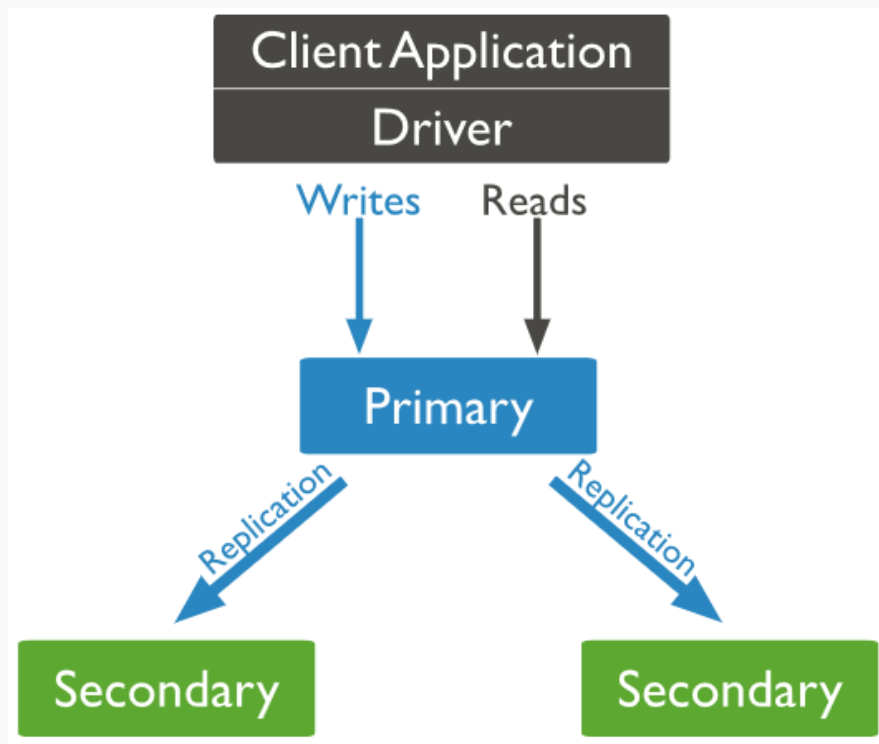 Client Application
Driver
Writes
Reads
Primary
Replication
Replication
Secondary
Secondary